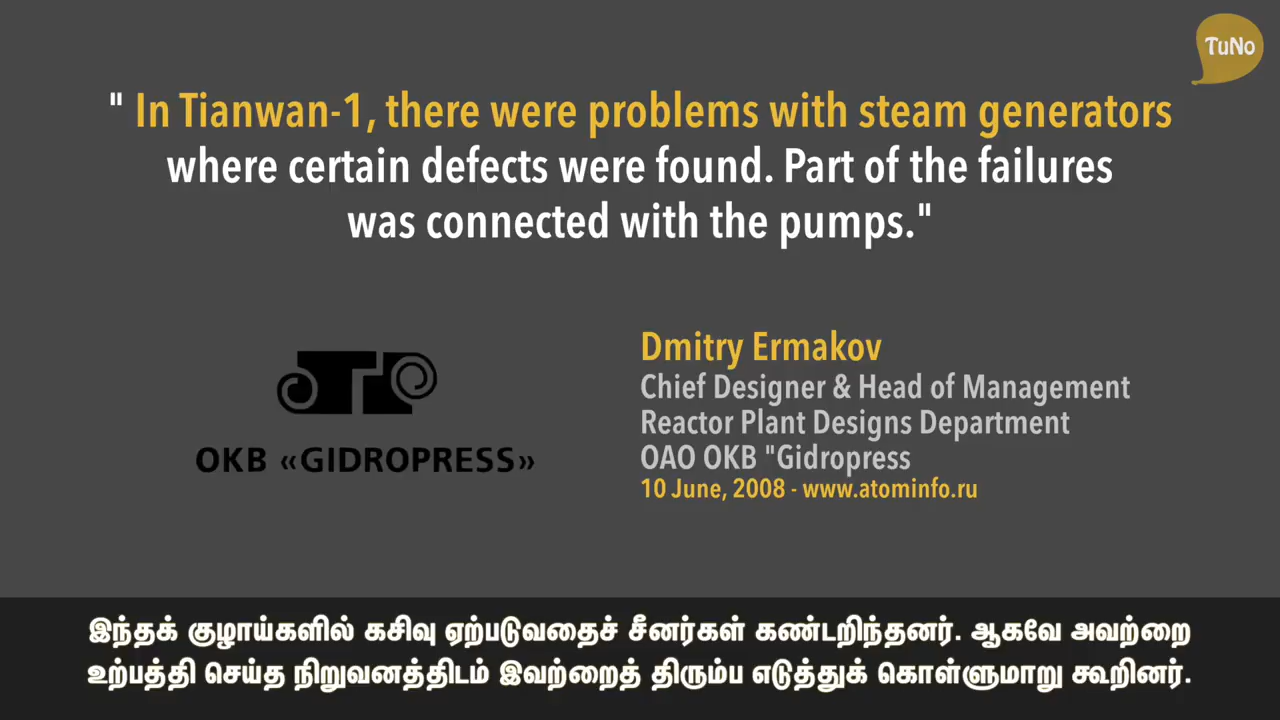 TuNo
" In Tianwan-1, there were problems with steam generators
where certain defects were found. Part of the failures
was connected with the pumps."
Dmitry Ermakov
Chief Designer & Head of Management
Reactor Plant Designs Department
OAO OKB "Gidropress
10 June, 2008 - www.atominfo.ru
OKB «GIDROPRESS»
இந்தக் குழாய்களில் கசிவு ஏற்படுவதைச் சீனர்கள் கண்டறிந்தனர். ஆகவே அவற்றை
உற்பத்தி செய்த நிறுவனத்திடம் இவற்றைத் திரும்ப எடுத்துக் கொள்ளுமாறு கூறினர்.